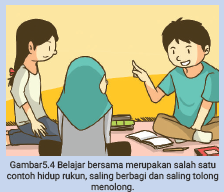 Gambar5.4 Belajar bersama merupakan salah satu
contoh hidup rukun, saling berbagi dan saling tolong
menolong.